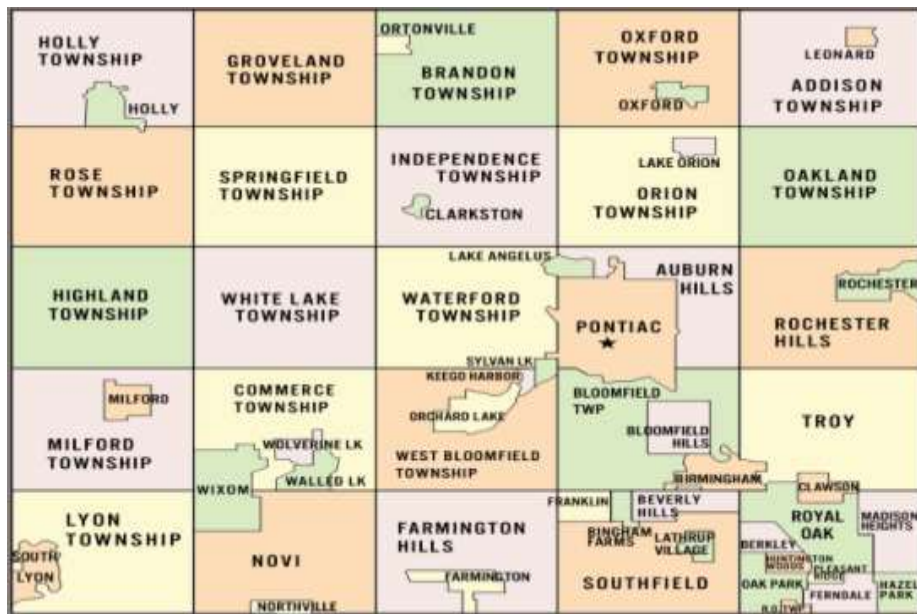 HOLLY
TOWNSHIP
HOLLY
GROVELAND
TOWNSHIP
ORTONVILLE
BRANDON
TOWNSHIP
OXFORD
TOWNSHIP
OXFORD
LEONARD
ADDISON
TOWNSHIP
ROSE
TOWNSHIP
SPRINGFIELD
TOWNSHIP
INDEPENDENCE
TOWNSHIP
CLARKSTON
LAKE ORION
ORION
TOWNSHIP
OAKLAND
TOWNSHIP
HIGHLAND
TOWNSHIP
WHITE LAKE
TOWNSHIP
LAKE ANGELUS
WATERFORD
TOWNSHIP
SYLVAN LK
PONTIAC
AUBURN
HILLS
ROCHESTER
ROCHESTER
HILLS
MILFORD
MILFORD
TOWNSHIP
COMMERCE
TOWNSHIP
WOLVERINE LK
WALLED LK
WIXOM
KEEGO HARBOR
ORCHARD LAKE
WEST BLOOMFIELD
TOWNSHIP
BLOOMFIELD
TWP
BLOOMFIELD
HILLS
BIRMINGHAM
TROY
CLAWSON
LYON
TOWNSHIP
SOUTH
LYON
NOVI
NORTHVILLE
FARMINGTON
HILLS
FARMINGTON
FRANKLIN
BEVERLY
HILLS
BINGHAM
FARMS
LATHRUP
VILLAGE
SOUTHFIELD
ROYAL
OAK
MADISON
HEIGHTS
BERKLEY
HUNTINGTON
WOODS
PLEASANT
RIDGE
OAK PARK
FERNDALE
HAZEL
PARK
R.O. TWP